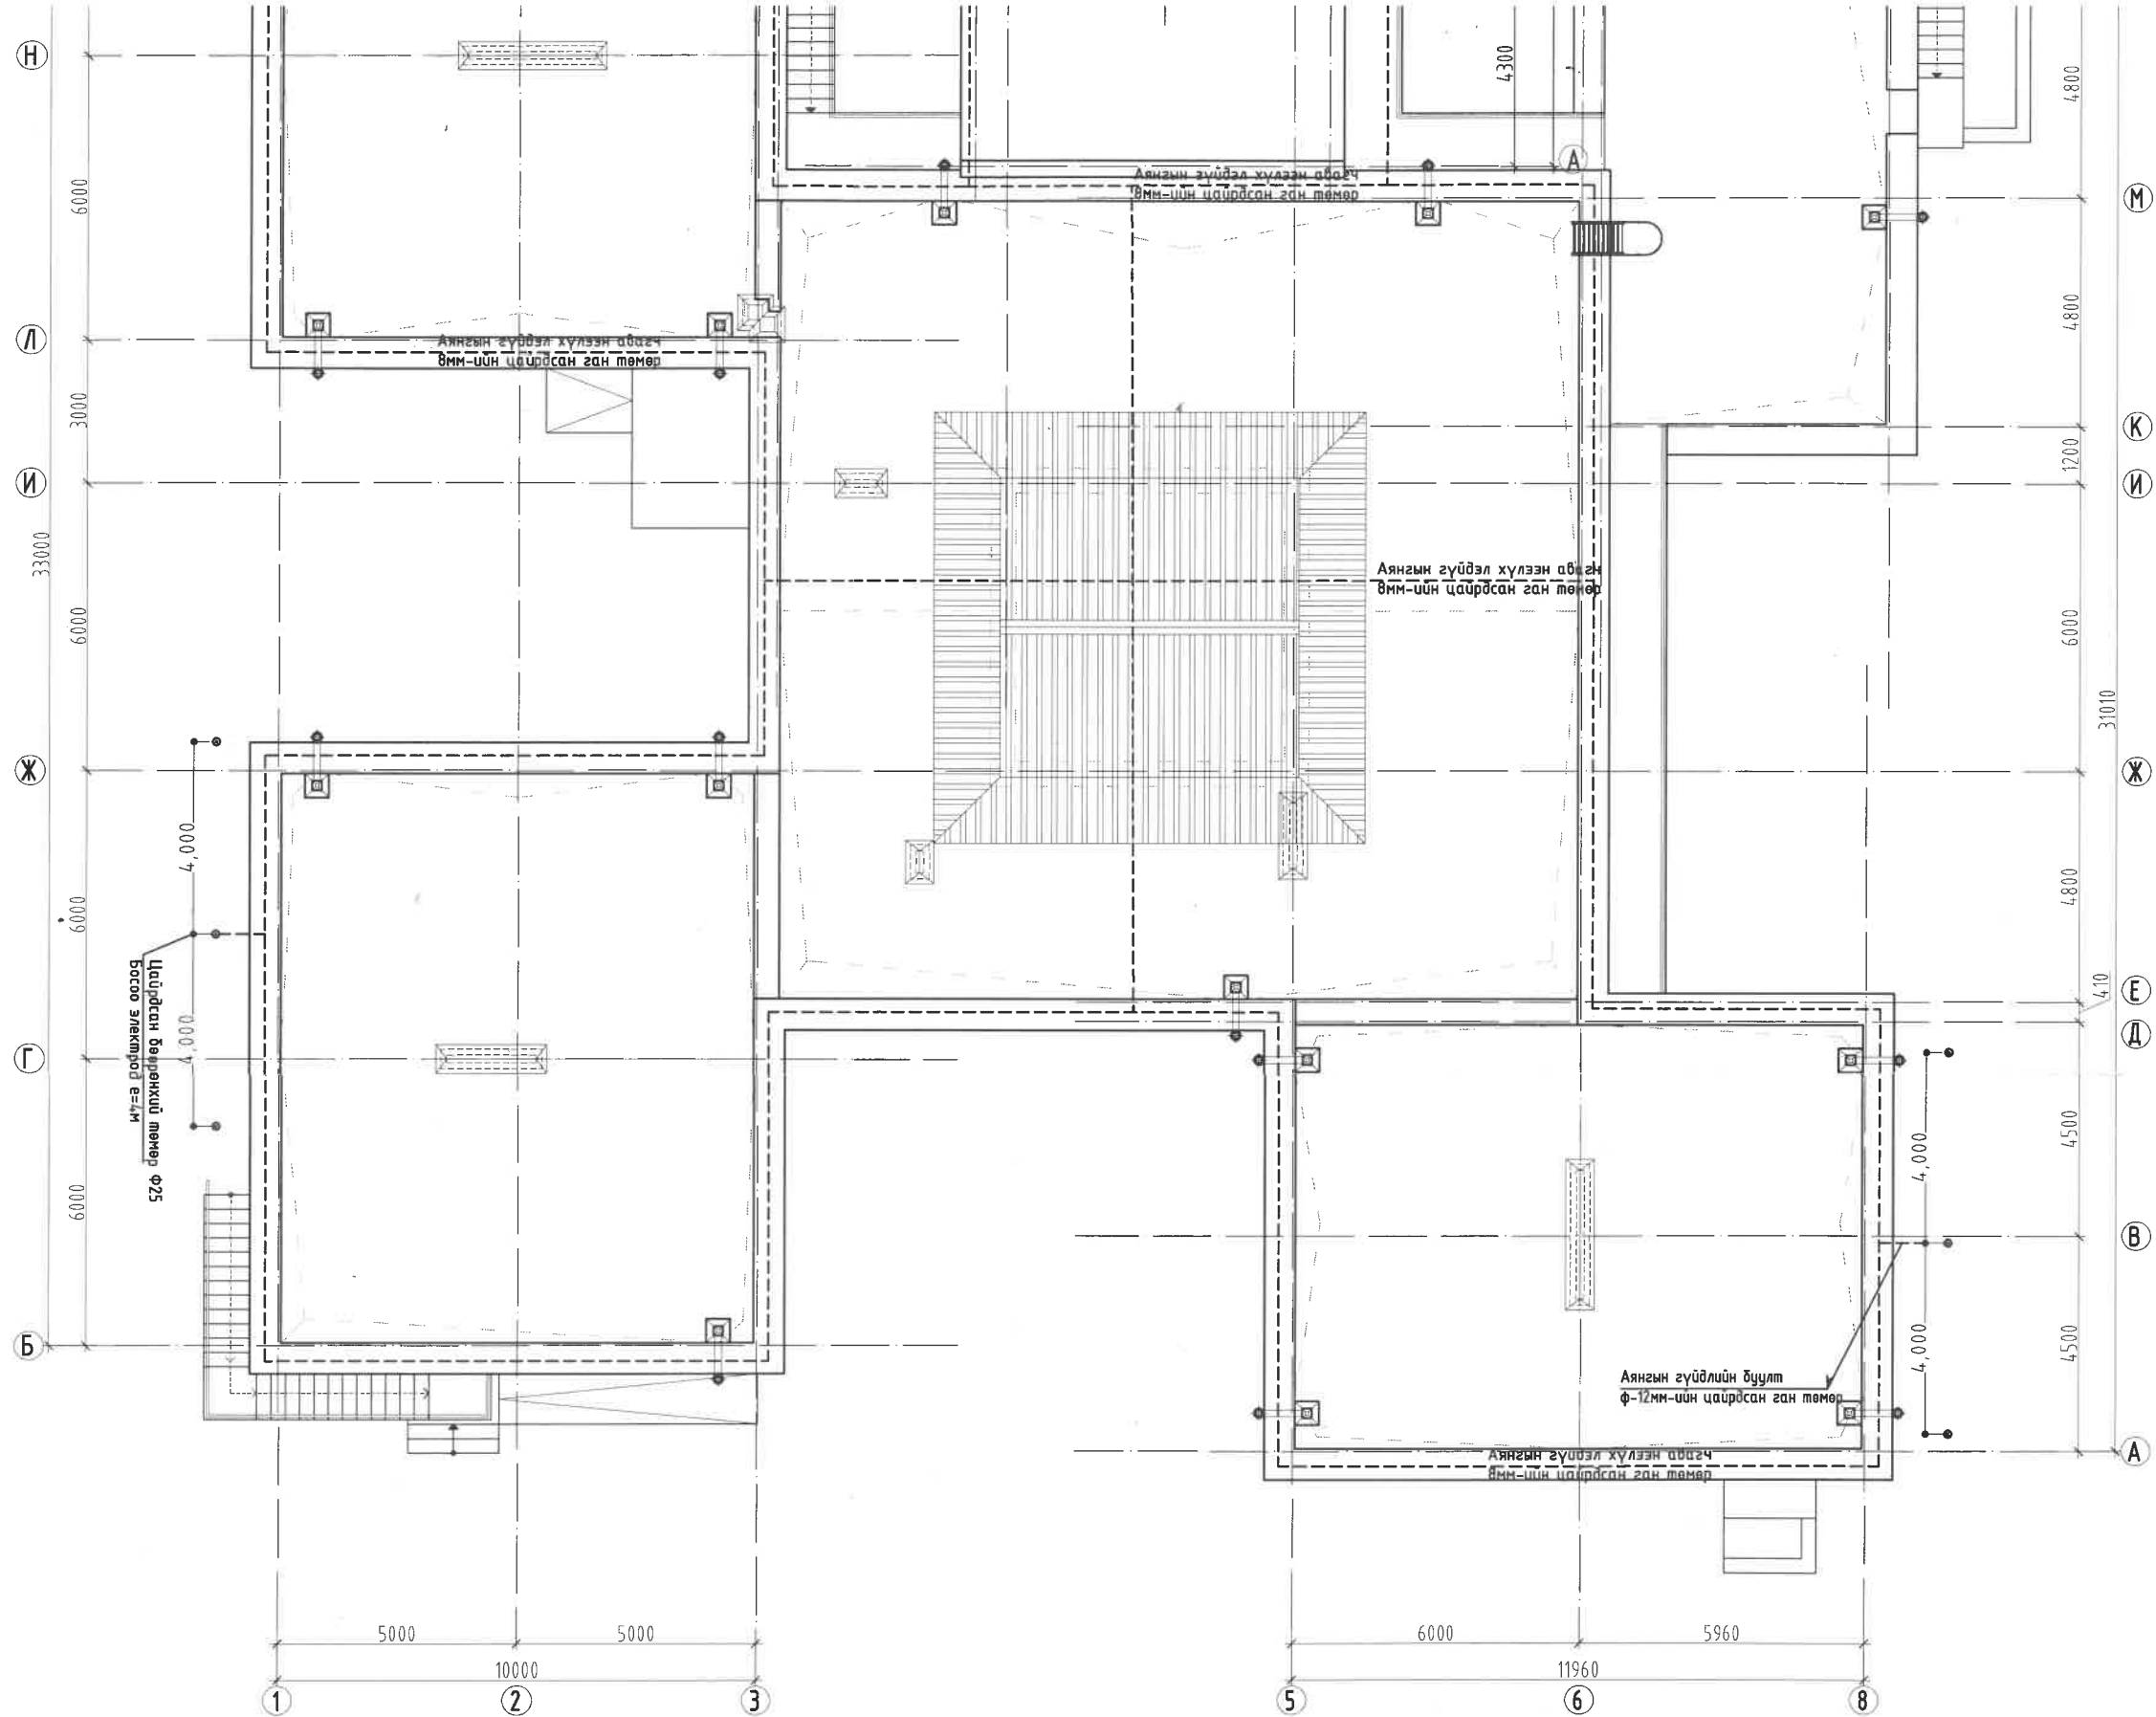 Н
4300
4800
6000
А
Аянгын гүйдэл хүлээн авагч
8мм-ийн цайрдсан ган төмөр
М
4800
Л
Аянгын гүйдэл хүлээн авагч
8мм-ийн цайрдсан ган төмөр
3000
К
1200
И
И
33000
Аянгын гүйдэл хүлээн авагч
8мм-ийн цайрдсан ган төмөр
6000
6000
31010
Ж
Ж
4,000
6000
4800
Цайрдсан бөөрөнхий төмөр ф25
Босоо электрод е=4м
410
Е
Д
4,000
Г
4500
4,000
6000
В
4,000
4500
Б
Аянгын гүйдлийн буулт
ф-12мм-ийн цайрдсан ган төмөр
А
Аянгын гүйдэл хүлээн авагч
8мм-ийн цайрдсан ган төмөр
5000
5000
6000
5960
10000
11960
1
2
3
5
6
8